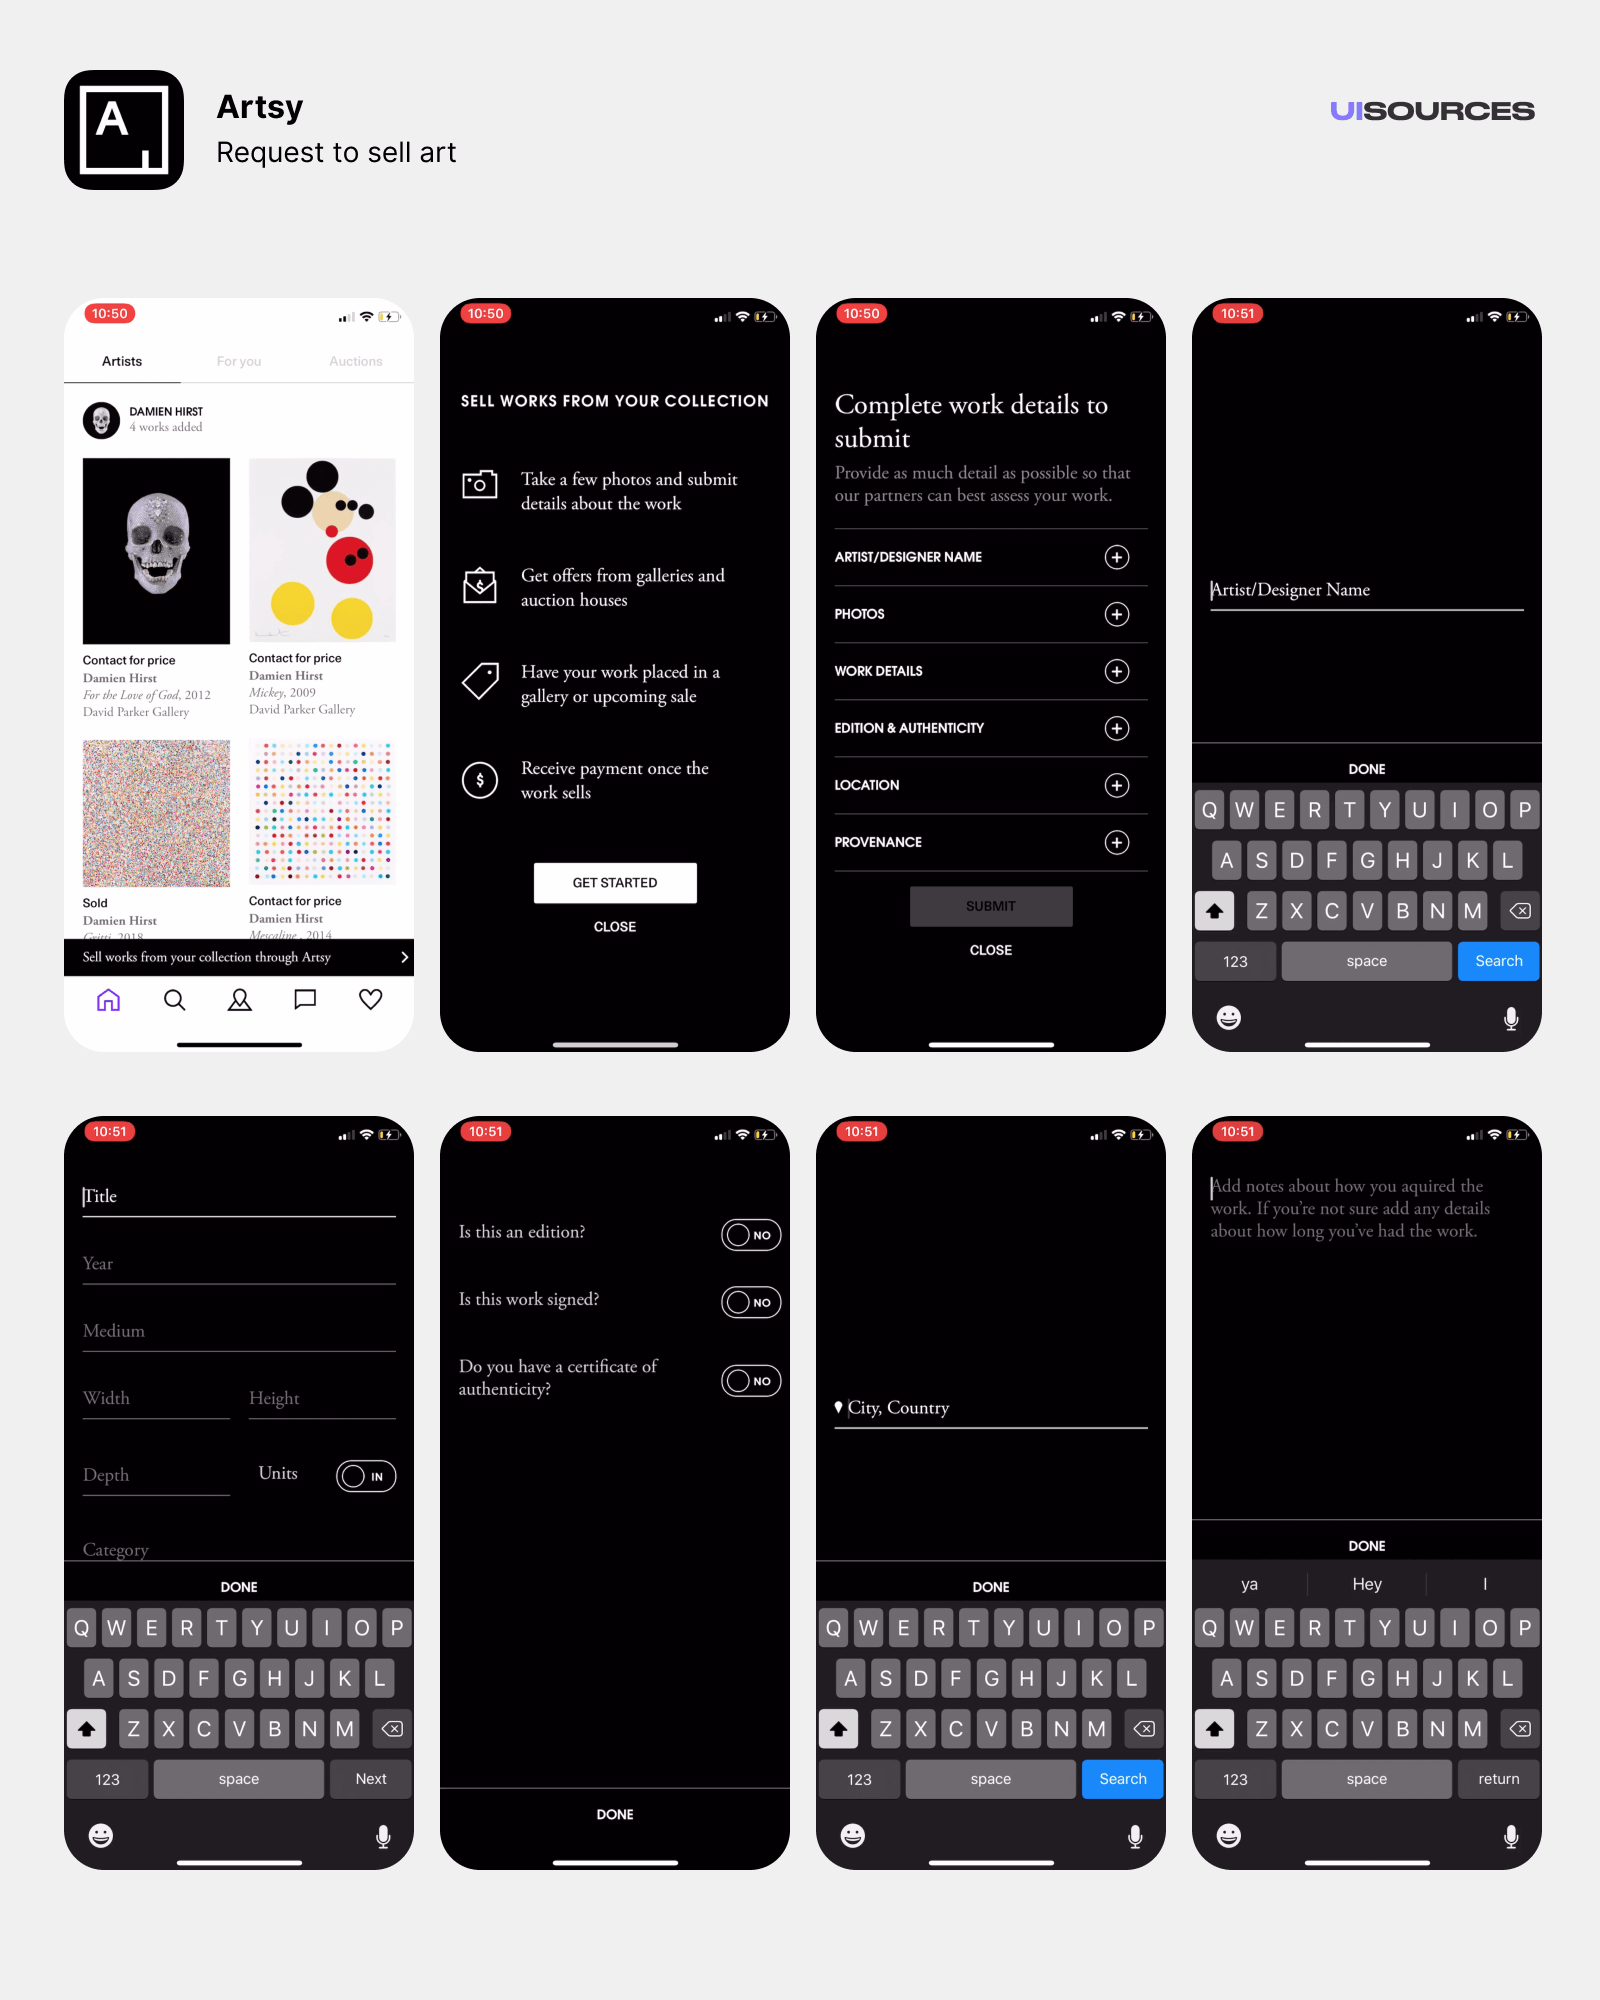 A
Artsy
Request to sell art
UISOURCES
10:50
Artists
For you
Auctions
DAMIEN HIRST
4 works added
Contact for price
Damien Hirst
For the Love of God, 2012
David Parker Gallery
Contact for price
Damien Hirst
Mickey, 2009
David Parker Gallery
Sold
Damien Hirst
Gritti, 2018
Contact for price
Damien Hirst
Mescaline , 2014
Sell works from your collection through Artsy
10:50
SELL WORKS FROM YOUR COLLECTION
Take a few photos and submit
details about the work
Get offers from galleries and
auction houses
Have your work placed in a
gallery or upcoming sale
Receive payment once the
work sells
GET STARTED
CLOSE
10:50
Complete work details to
submit
Provide as much detail as possible so that
our partners can best assess your work.
ARTIST/DESIGNER NAME
PHOTOS
WORK DETAILS
EDITION & AUTHENTICITY
LOCATION
PROVENANCE
SUBMIT
CLOSE
10:51
Artist/Designer Name
DONE
Q W E R T Y U I O P
A S D F G H J K L
Z X C V B N M
123 space Search
10:51
Title
Year
Medium
Width Height
Depth Units IN
Category
DONE
Q W E R T Y U I O P
A S D F G H J K L
Z X C V B N M
123 space Next
10:51
Is this an edition? NO
Is this work signed? NO
Do you have a certificate of
authenticity? NO
DONE
10:51
City, Country
DONE
Q W E R T Y U I O P
A S D F G H J K L
Z X C V B N M
123 space Search
10:51
Add notes about how you aquired the
work. If you're not sure add any details
about how long you've had the work.
DONE
ya Hey I
Q W E R T Y U I O P
A S D F G H J K L
Z X C V B N M
123 space return